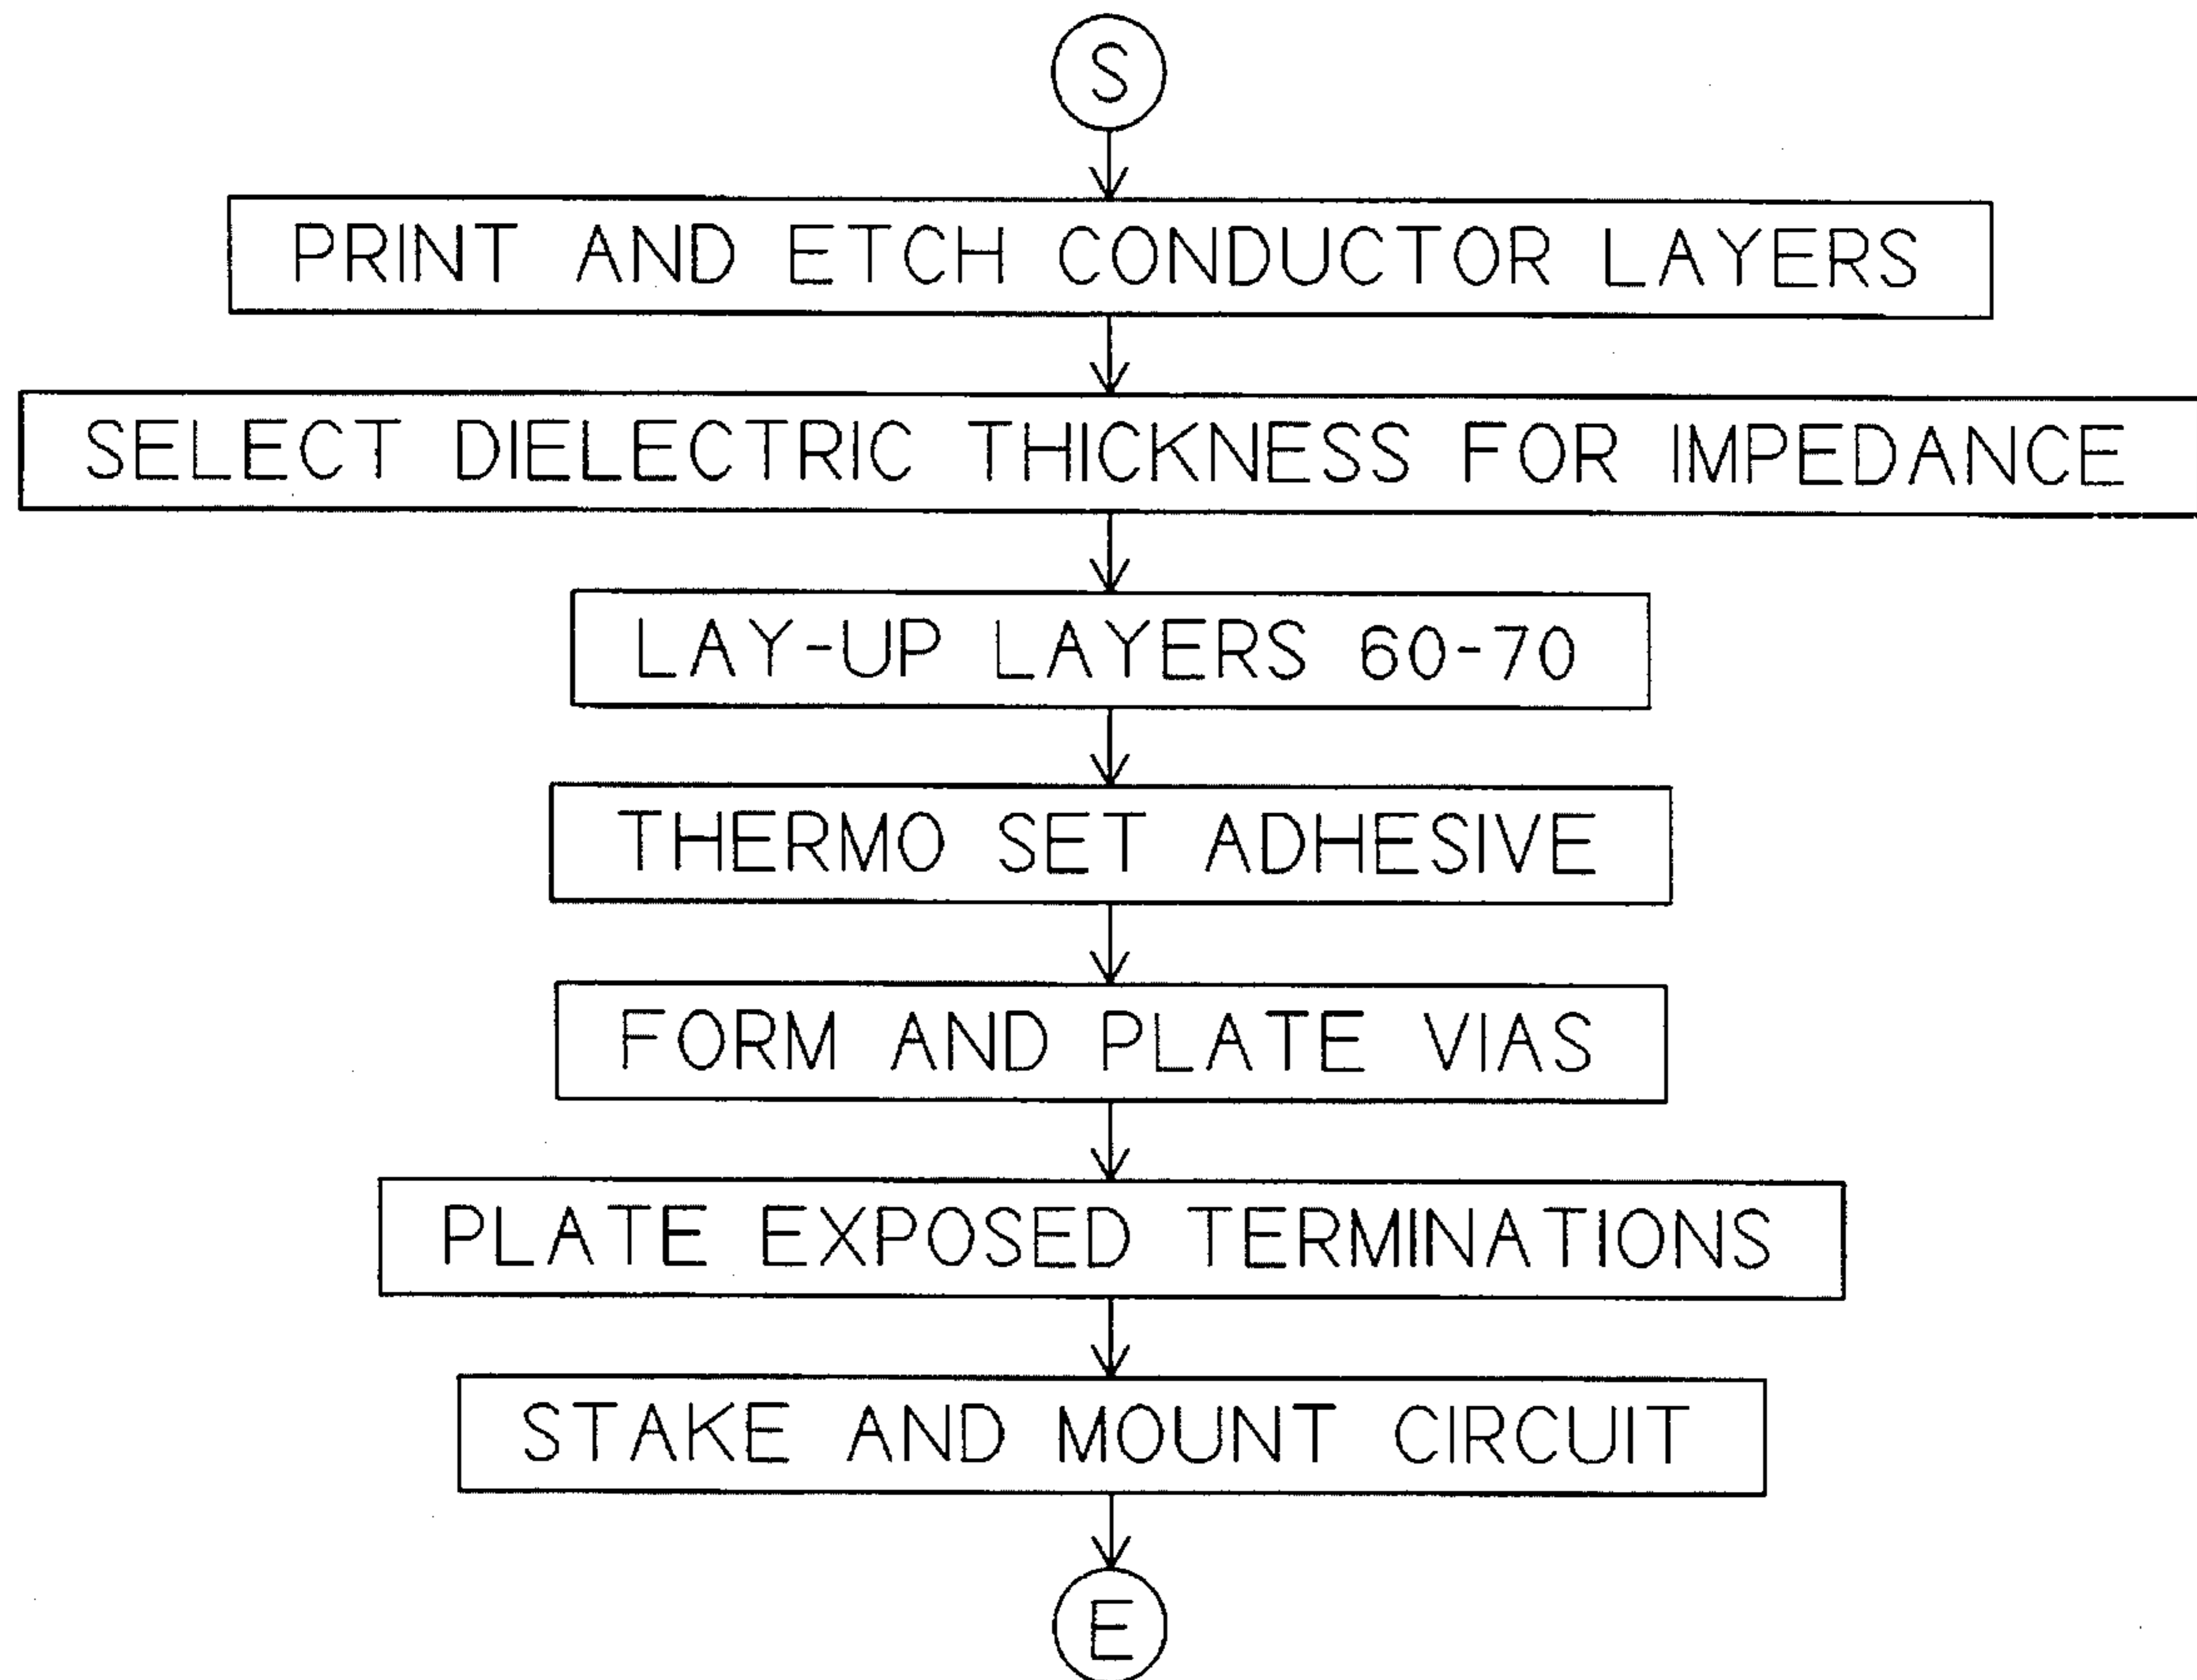 S
PRINT AND ETCH CONDUCTOR LAYERS
SELECT DIELECTRIC THICKNESS FOR IMPEDANCE
LAY-UP LAYERS 60-70
THERMO SET ADHESIVE
FORM AND PLATE VIAS
PLATE EXPOSED TERMINATIONS
STAKE AND MOUNT CIRCUIT
E